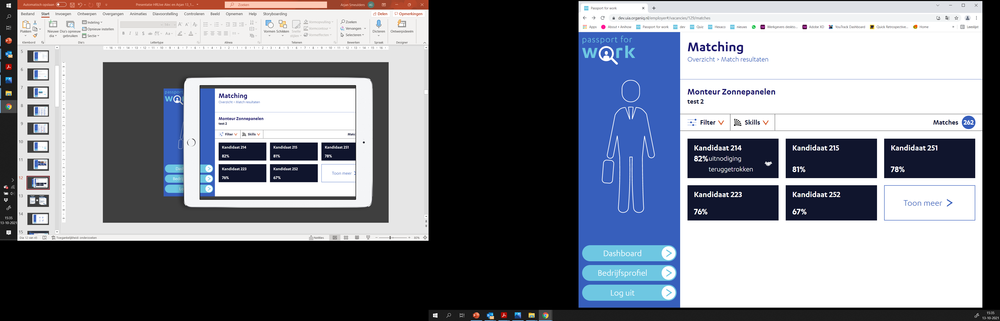 Automatisch opslaan
Presentatie HRLIve Alec en Arjan 13_1...
Zoeken
Arjan Smeulders
AS
Bestand Start Invoegen Ontwerpen Overgangen Animaties Diavoorstelling Controleren Beeld Opnemen Help Storyboarding
Delen
Opmerkingen
Plakken
Nieuwe dia
Dia's opnieuw gebruiken
Indeling
Opnieuw instellen
Sectie
14+
Vormen
Schikken
Snelle stijlen
Vormopvulling
Vormcontour
Vormeffecten
Zoeken
Vervangen
Selecteren
Dicteren
Ontwerpideeën
Klembord
Dia's
Lettertype
Alinea
Tekenen
Bewerken
Spraak
Designer
5
6
7
8
9
10
11
12
13
14
15
passport
Matching
Overzicht > Match resultaten
Monteur Zonnepanelen
test 2
Filter
Skills
Matc
Kandidaat 214
82%
Kandidaat 215
81%
Kandidaat 251
78%
Kandidaat 223
76%
Kandidaat 252
67%
Toon meer
Dash
Bedrij
Lo
Dia 12 van 45
Toegankelijkheid: onderzoeken
Notities
80%
15:35
13-10-2021
Passport for work
dev.uia.organiq.nl/employer#/vacancies/129/matches
Apps
About • Anihow
Passport for work
dev
Quiz
Hexaco
nieuws
Werkgevers deskto...
Adobe XD
YouTrack Dashboard
Quick Retrospective...
Home
»
Leeslijst
passport for
work
Matching
Overzicht > Match resultaten
Monteur Zonnepanelen
test 2
Filter
Skills
Matches 262
Kandidaat 214
82% uitnodiging
teruggetrokken
Kandidaat 215
81%
Kandidaat 251
78%
Kandidaat 223
76%
Kandidaat 252
67%
Toon meer
Dashboard
Bedrijfsprofiel
Log uit
15:35
13-10-2021